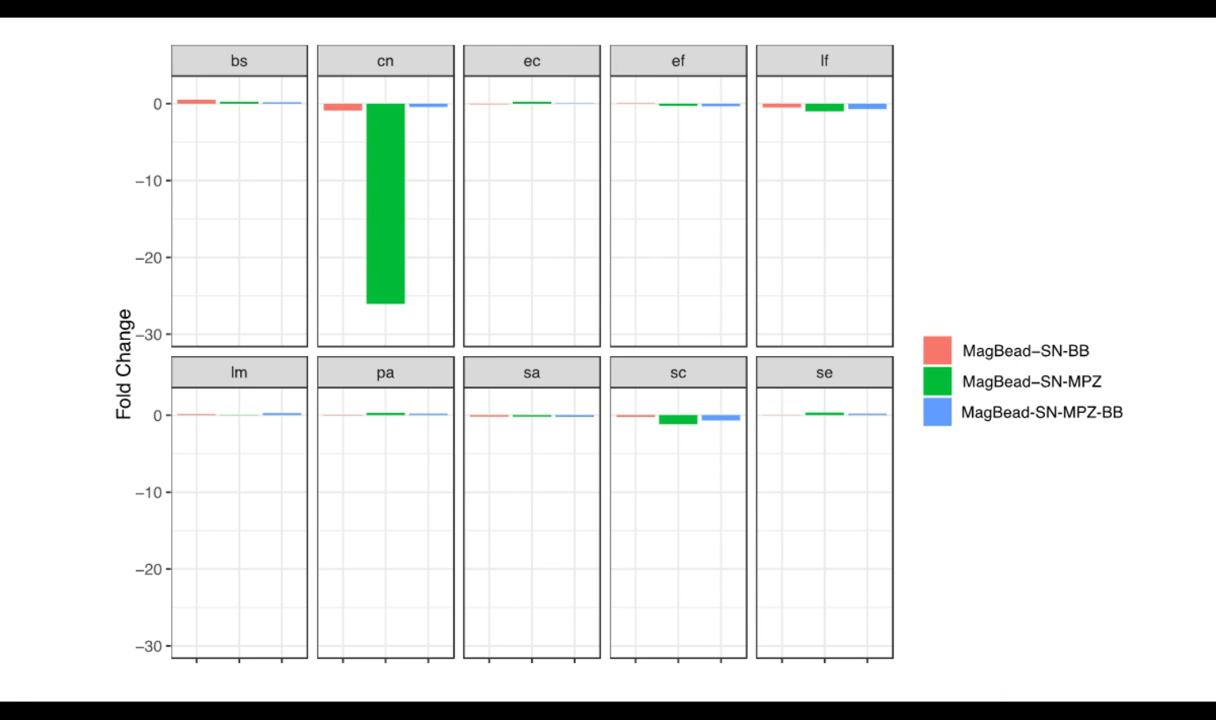 bs cn ec ef lf
0
−10
−20
−30
Fold Change
lm pa sa sc se
0
−10
−20
−30
MagBead−SN-BB
MagBead−SN-MPZ
MagBead-SN-MPZ-BB